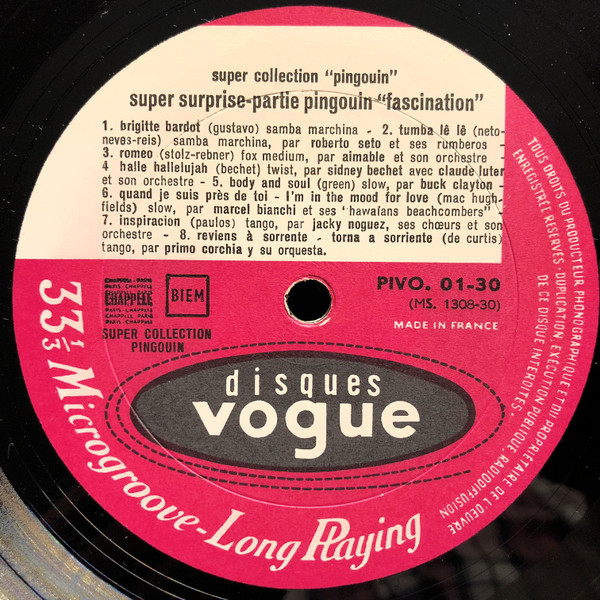 super collection "pingouin"
super surprise-partie pingouin "fascination"
1. brigitte bardot (gustavo) samba marchina - 2. tumba lê lê (neto-
neves-reis) samba marchina, par roberto seto et ses rumberos -
3. romeo (stolz-rebner) fox medium, par aimable et son orchestre -
4 halle hallelujah (bechet) twist, par sidney bechet avec claude luter
et son orchestre - 5. body and soul (green) slow, par buck clayton -
6. quand je suis près de toi - I'm in the mood for love (mac hugh-
fields) slow, par marcel bianchi et ses "hawaïans beachcombers" -
7. inspiracion (paulos) tango, par jacky noguez, ses chœurs et son
orchestre - 8. reviens à sorrente - torna a sorriente (de curtis)
tango, par primo corchia y su orquesta.
CHAPPELL
BIEM
SUPER COLLECTION
PINGOUIN
PIVO. 01-30
(MS. 1308-30)
MADE IN FRANCE
disques
vogue
33 1/3 Microgroove-Long Playing
TOUS DROITS DU PRODUCTEUR PHONOGRAPHIQUE ET DU PROPRIÉTAIRE DE L'ŒUVRE
ENREGISTRÉE RÉSERVÉS - DUPLICATION EXÉCUTION PUBLIQUE RADIODIFFUSION
DE CE DISQUE INTERDITES.